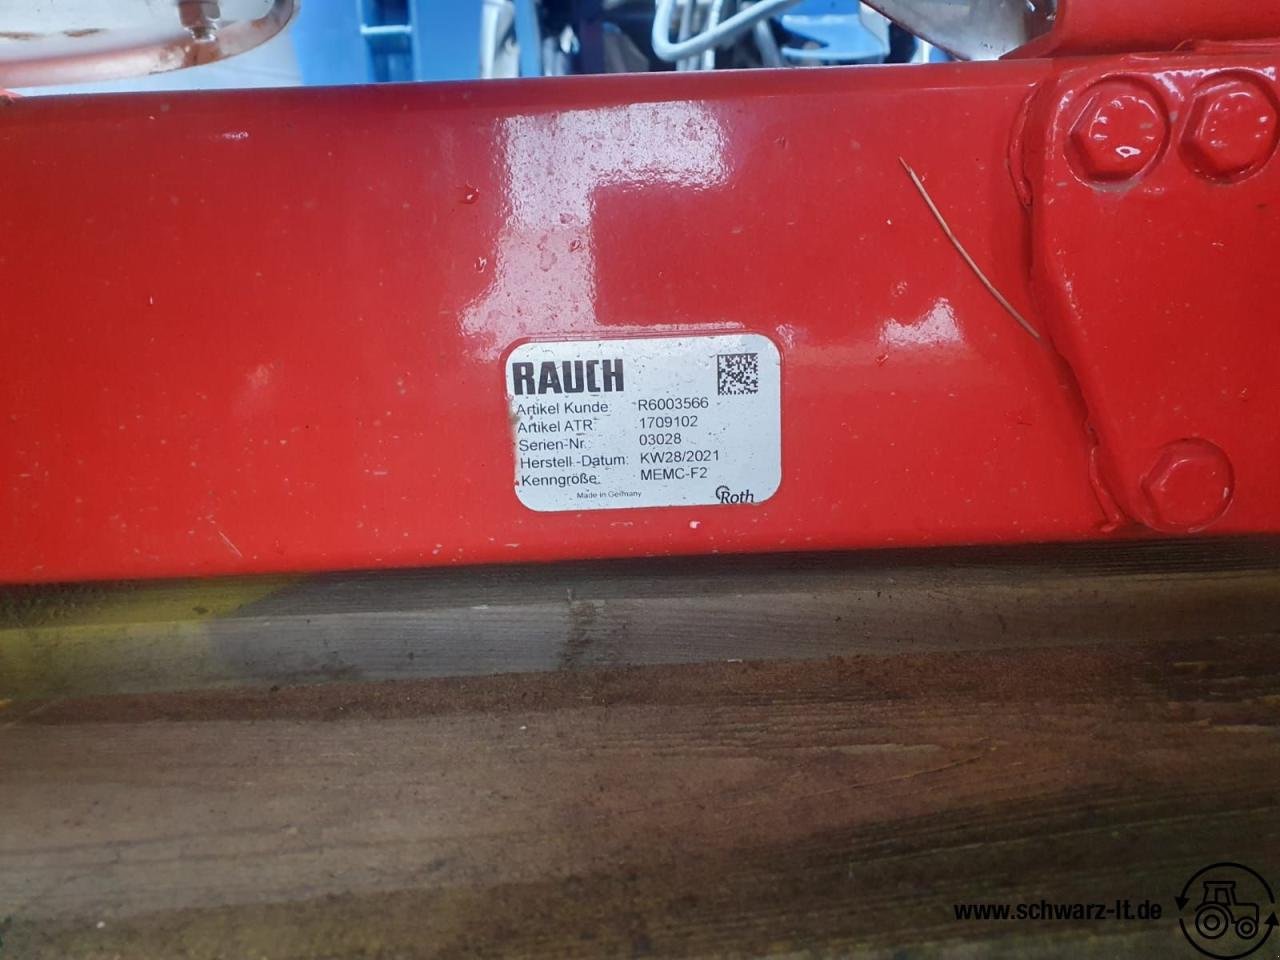 RAUCH
Artikel Kunde: R6003566
Artikel ATR: 1709102
Serien-Nr.: 03028
Herstell.-Datum: KW28/2021
Kenngröße: MEMC-F2
Made in Germany
Roth
www.schwarz-lt.de